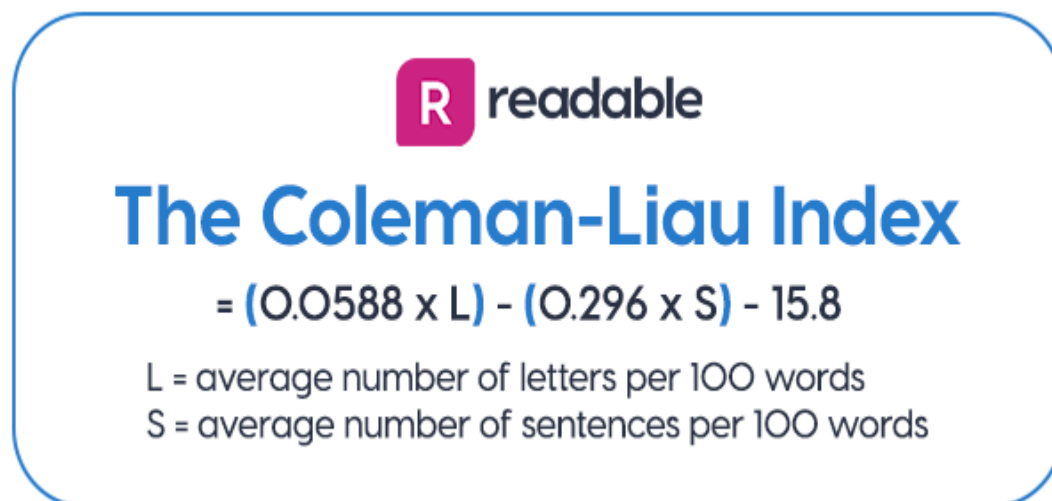 R readable
The Coleman-Liau Index
= (0.0588 x L) - (0.296 x S) - 15.8
L = average number of letters per 100 words
S = average number of sentences per 100 words